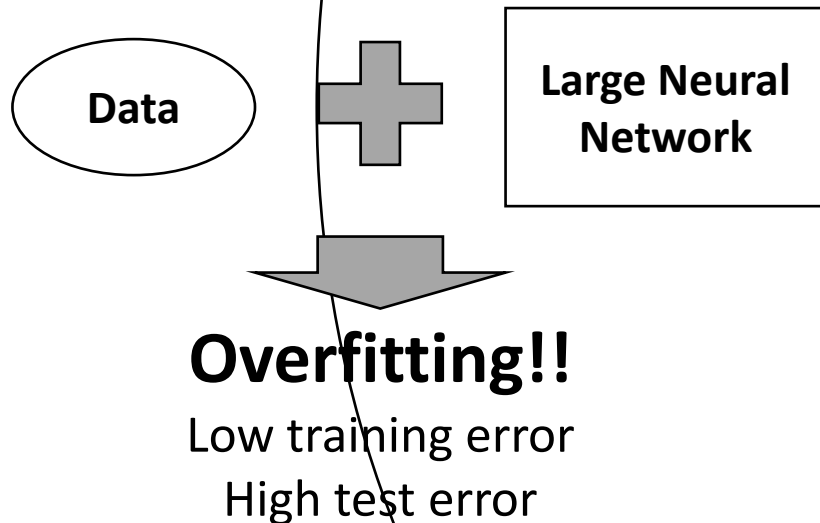 Data
Large Neural
Network
Overfitting!!
Low training error
High test error